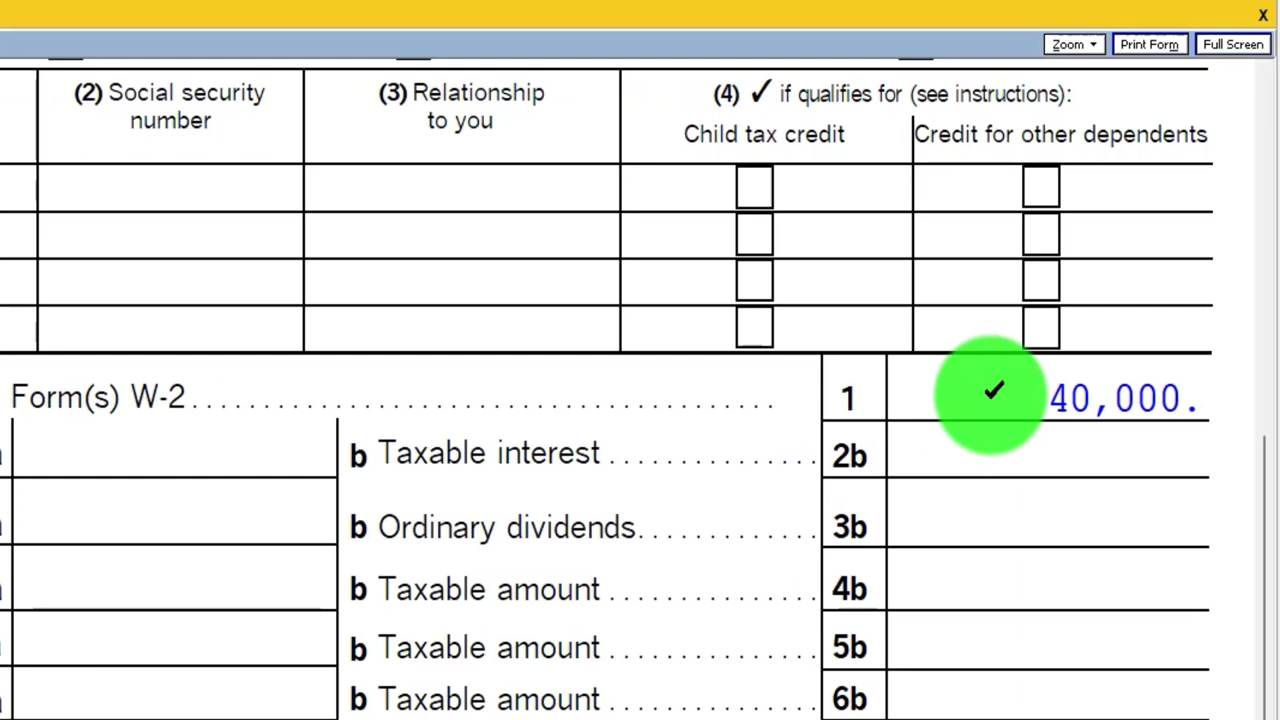 X
Zoom Print Form Full Screen
(2) Social security number
(3) Relationship to you
(4) ✓ if qualifies for (see instructions):
Child tax credit Credit for other dependents
Form(s) W-2 1 40,000.
b Taxable interest 2b
b Ordinary dividends 3b
b Taxable amount 4b
b Taxable amount 5b
b Taxable amount 6b